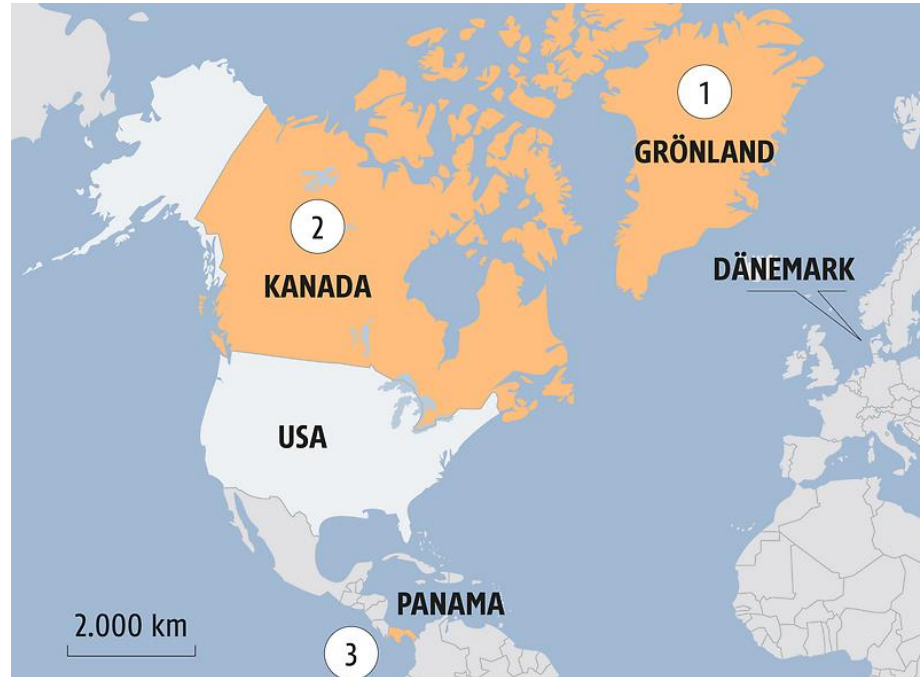 1
GRÖNLAND
2
KANADA
DÄNEMARK
USA
PANAMA
2.000 km
3